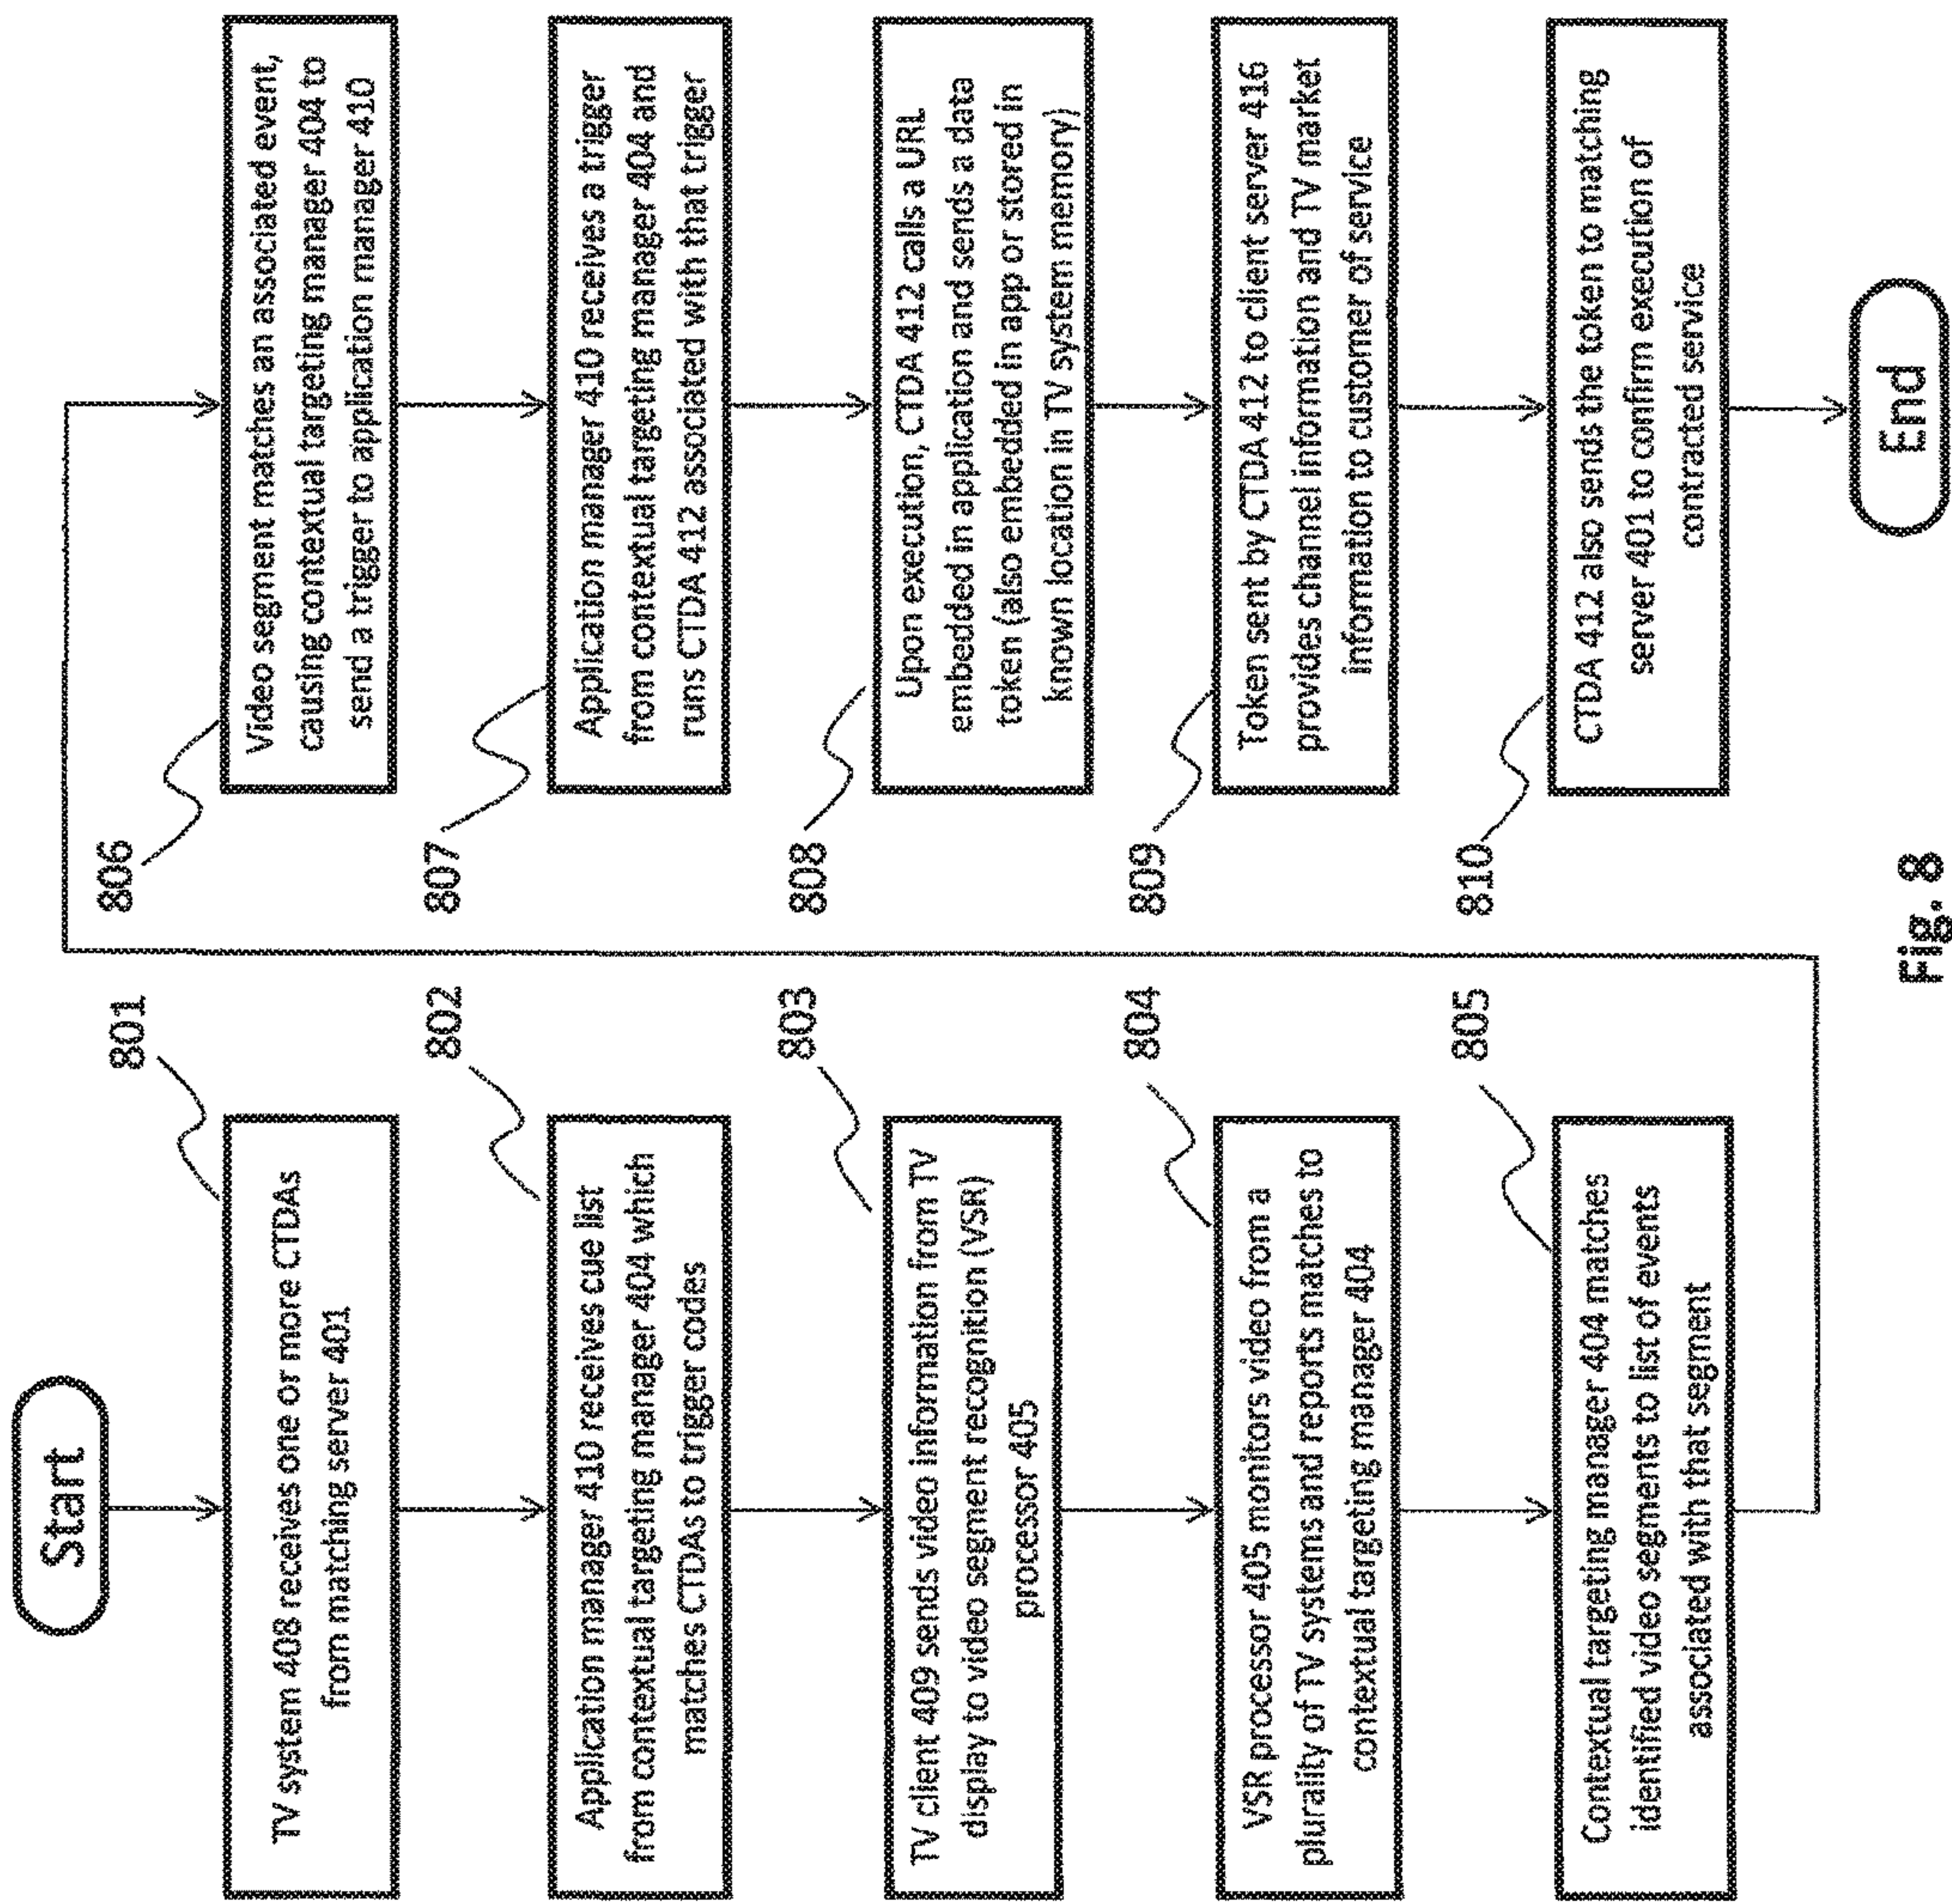 Start
801
TV system 408 receives one or more CTDAs
from matching server 401
802
Application manager 410 receives cue list
from contextual targeting manager 404 which
matches CTDAs to trigger codes
803
TV client 409 sends video information from TV
display to video segment recognition (VSR)
processor 405
804
VSR processor 405 monitors video from a
plurality of TV systems and reports matches to
contextual targeting manager 404
805
Contextual targeting manager 404 matches
identified video segments to list of events
associated with that segment
806
Video segment matches an associated event,
causing contextual targeting manager 404 to
send a trigger to application manager 410
807
Application manager 410 receives a trigger
from contextual targeting manager 404 and
runs CTDA 412 associated with that trigger
808
Upon execution, CTDA 412 calls a URL
embedded in application and sends a data
token (also embedded in app or stored in
known location in TV system memory)
809
Token sent by CTDA 412 to client server 416
provides channel information and TV market
information to customer of service
810
CTDA 412 also sends the token to matching
server 401 to confirm execution of
contracted service
End
Fig. 8